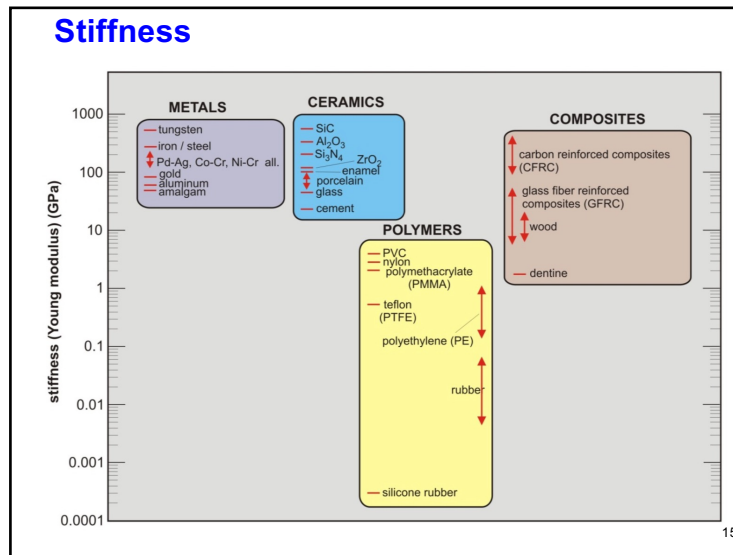 Stiffness
METALS
CERAMICS
COMPOSITES
POLYMERS
stiffness (Young modulus) (GPa)
1000
100
10
1
0.1
0.01
0.001
0.0001
tungsten
iron / steel
Pd-Ag, Co-Cr, Ni-Cr all.
gold
aluminum
amalgam
SiC
Al₂O₃
Si₃N₄
ZrO₂
enamel
porcelain
glass
cement
carbon reinforced composites
(CFRC)
glass fiber reinforced
composites (GFRC)
wood
dentine
PVC
nylon
polymethacrylate
(PMMA)
teflon
(PTFE)
polyethylene (PE)
rubber
silicone rubber
15